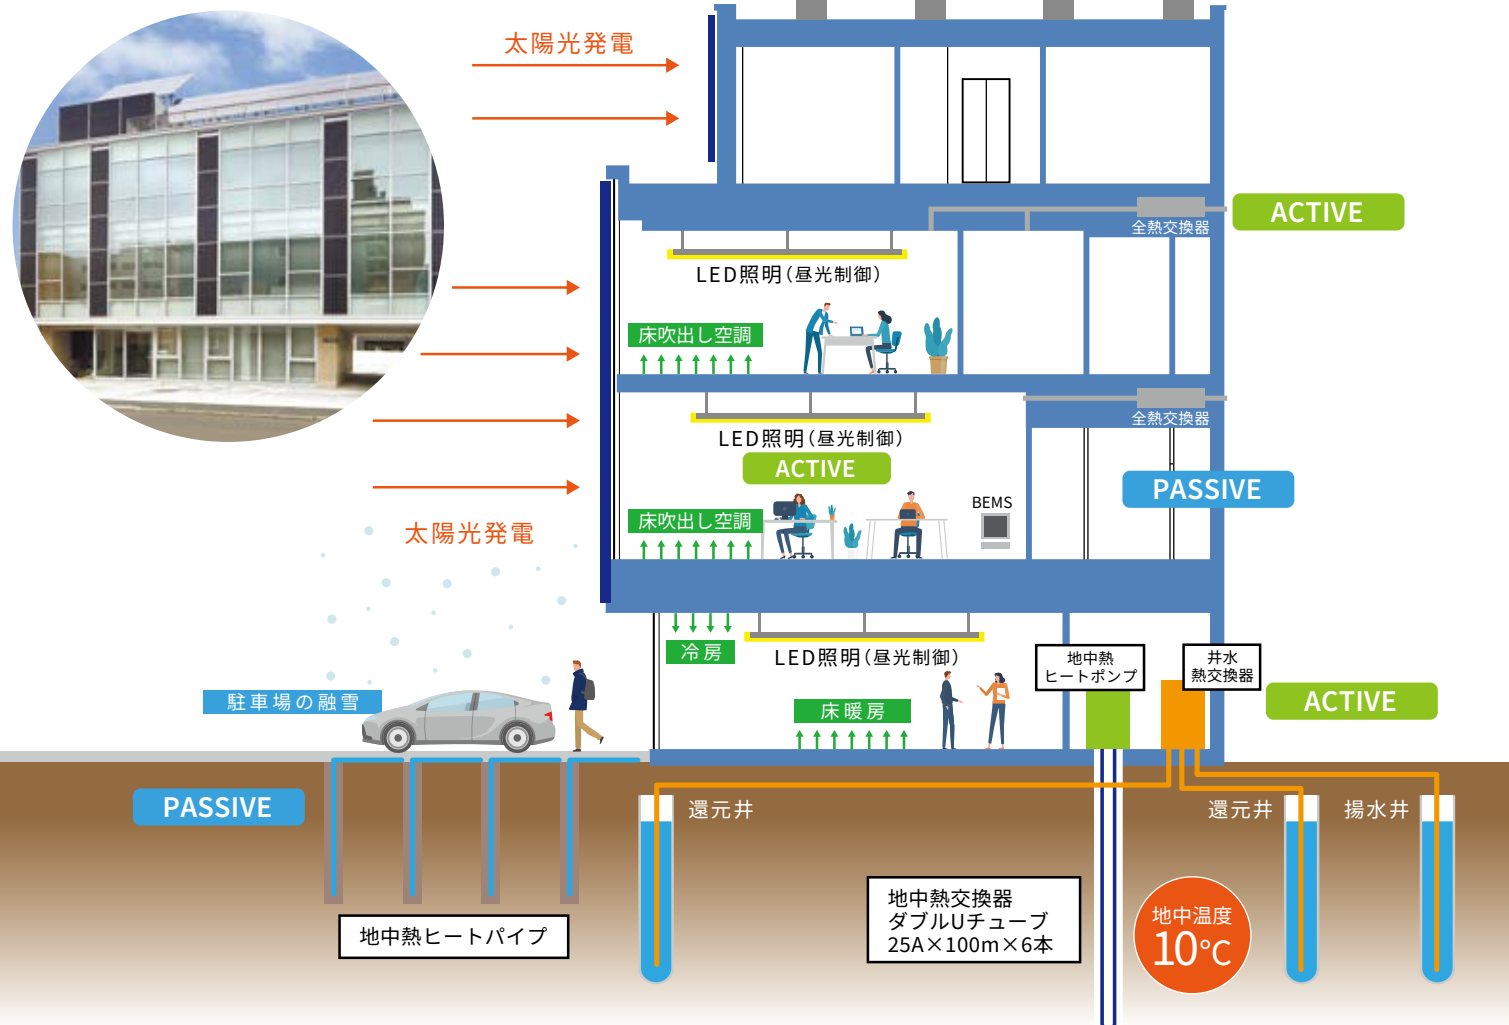 太陽光発電
全熱交換器
ACTIVE
LED照明(昼光制御)
床吹出し空調
全熱交換器
LED照明(昼光制御)
ACTIVE
PASSIVE
BEMS
床吹出し空調
太陽光発電
冷房
LED照明(昼光制御)
地中熱
ヒートポンプ
井水
熱交換器
駐車場の融雪
床暖房
ACTIVE
PASSIVE
還元井
還元井
揚水井
地中熱交換器
ダブルUチューブ
25A×100m×6本
地中温度
10℃
地中熱ヒートパイプ